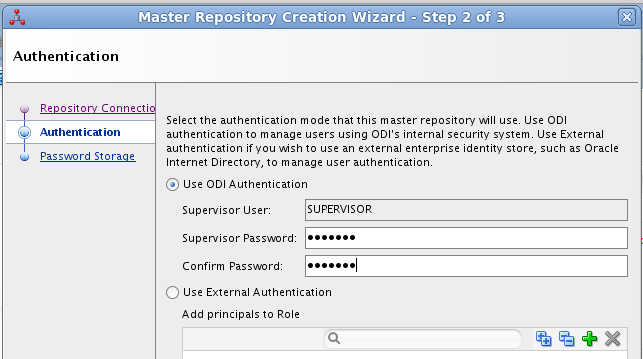 Master Repository Creation Wizard - Step 2 of 3
Authentication
Repository Connectio
Authentication
Password Storage
Select the authentication mode that this master repository will use. Use ODI
authentication to manage users using ODI's internal security system. Use External
authentication if you wish to use an external enterprise identity store, such as Oracle
Internet Directory, to manage user authentication.
Use ODI Authentication
Supervisor User: SUPERVISOR
Supervisor Password: •••••••
Confirm Password: •••••••
Use External Authentication
Add principals to Role